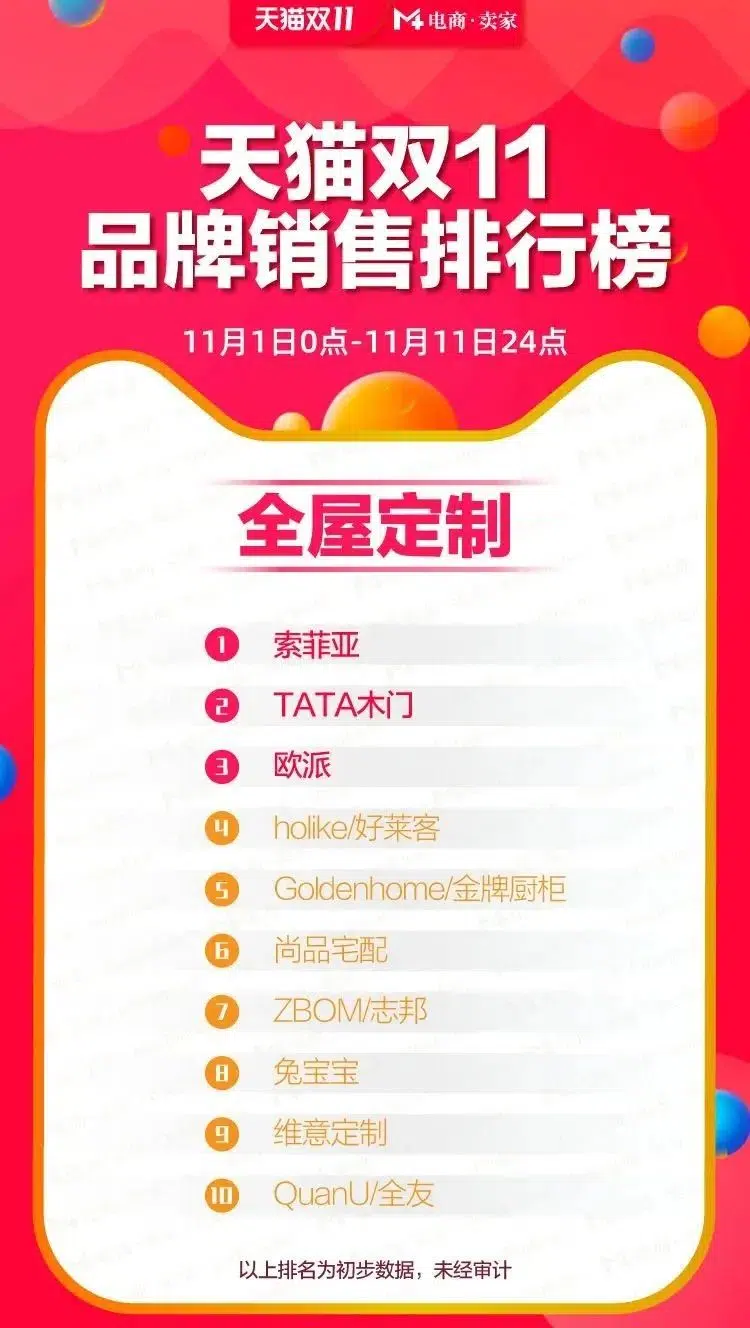 天猫双11 M4 电商·卖家
天猫双11
品牌销售排行榜
11月1日0点-11月11日24点
全屋定制
1 索菲亚
2 TATA木门
3 欧派
4 holike/好莱客
5 Goldenhome/金牌厨柜
6 尚品宅配
7 ZBOM/志邦
8 兔宝宝
9 维意定制
10 QuanU/全友
以上排名为初步数据，未经审计